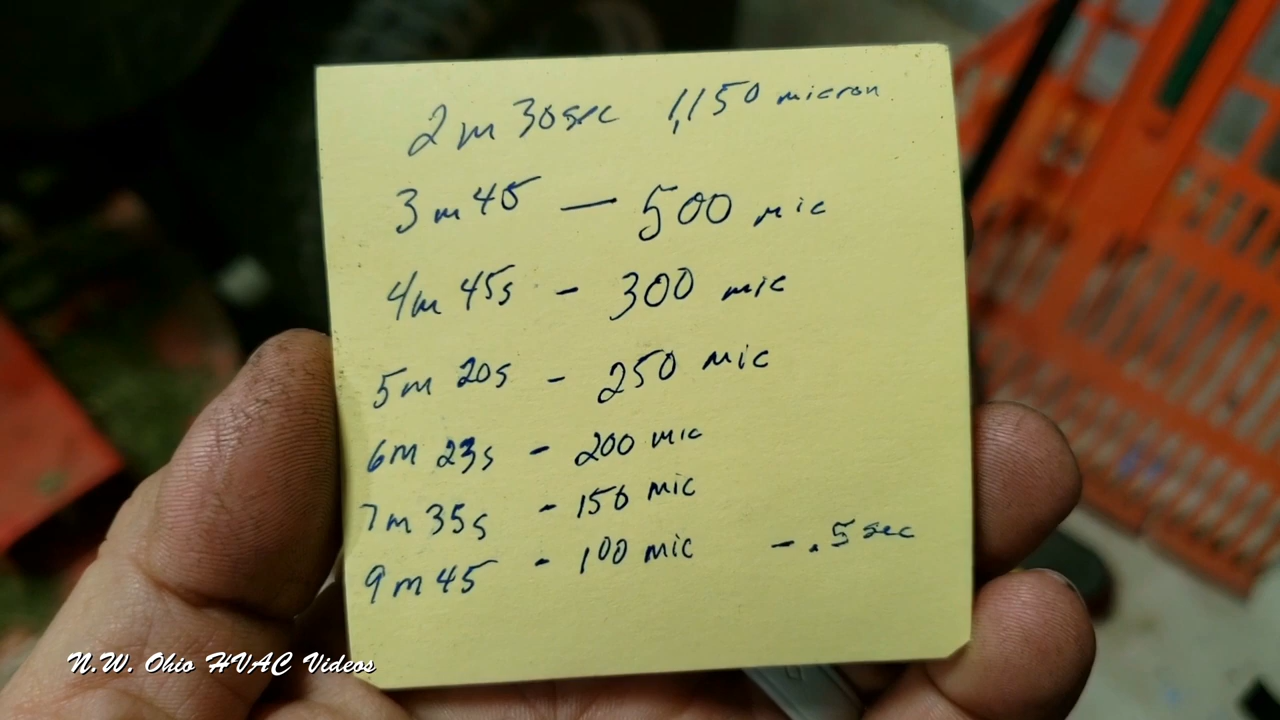 2m 30sec 1,150 micron
3m 45 — 500 mic
4m 45s - 300 mic
5m 20s - 250 mic
6m 23s - 200 mic
7m 35s - 150 mic
9m 45 - 100 mic - .5 sec
N.W. Ohio HVAC Videos